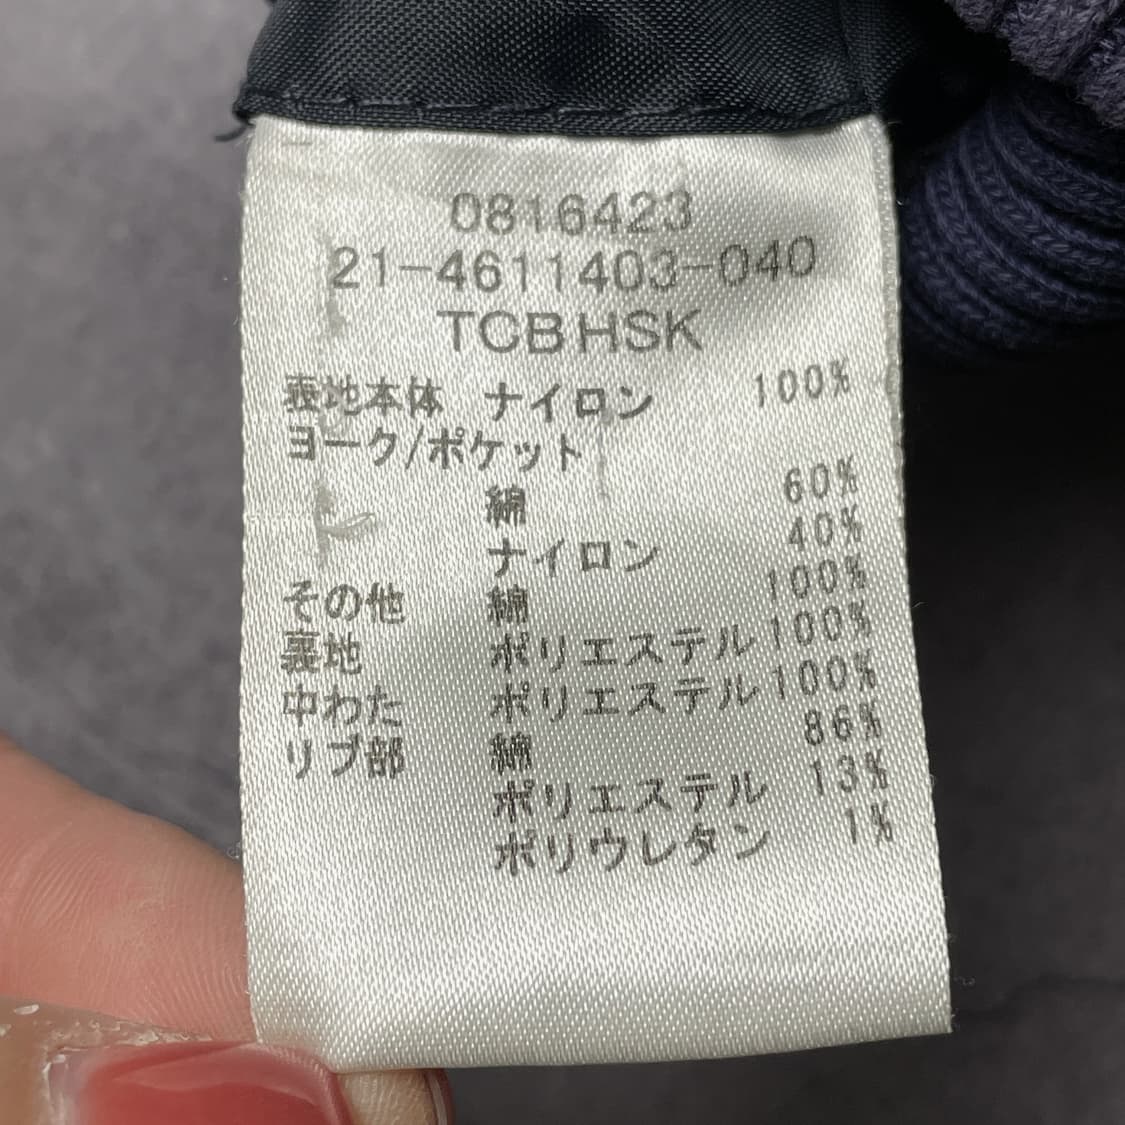 0816423
21-4611403-040
TCBHSK
表地本体 ナイロン 100%
ヨーク/ポケット
綿 60%
ナイロン 40%
その他 綿 100%
裏地 ポリエステル 100%
中わた ポリエステル 100%
リブ部 綿 86%
ポリエステル 13%
ポリウレタン 1%